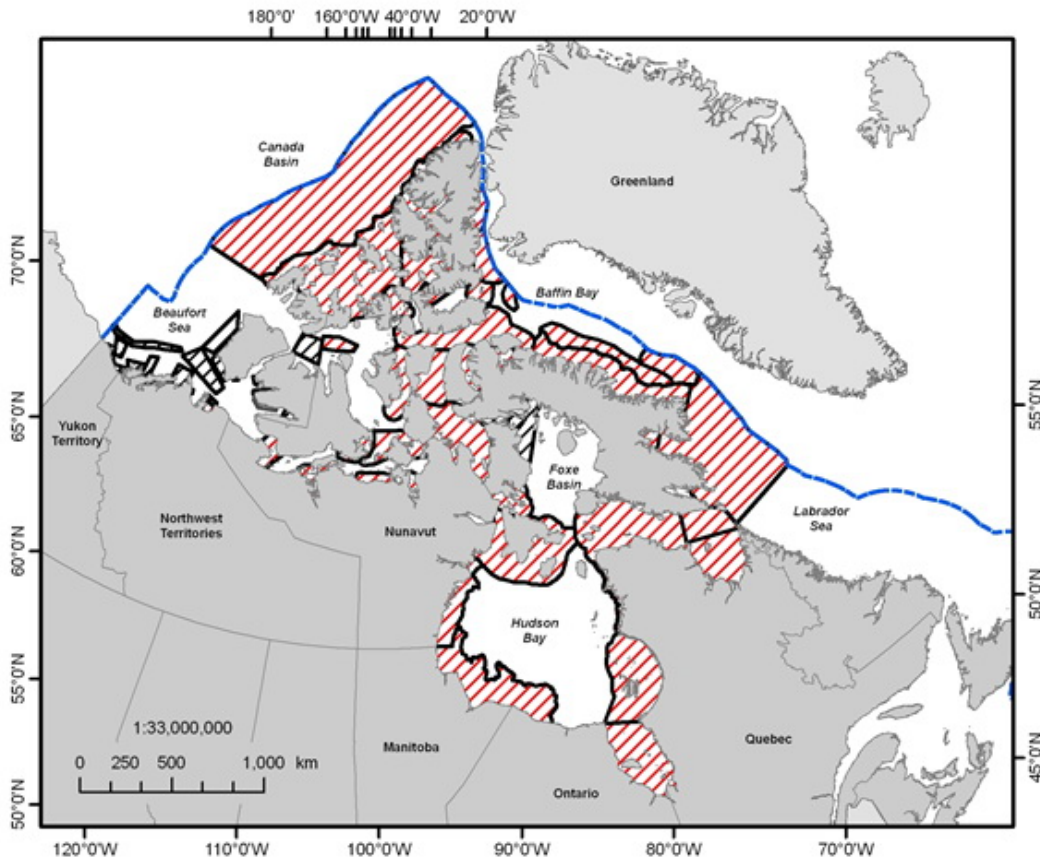 180°0' 160°0'W 40°0'W 20°0'W
Canada
Basin
Greenland
70°0'N
Baffin Bay
Beaufort
Sea
65°0'N
55°0'N
Yukon
Territory
Foxe
Basin
Labrador
Sea
Northwest
Territories
Nunavut
60°0'N
50°0'N
Hudson
Bay
55°0'N
1:33,000,000
Manitoba
Quebec
45°0'N
0 250 500 1,000 km
Ontario
50°0'N
120°0'W 110°0'W 100°0'W 90°0'W 80°0'W 70°0'W